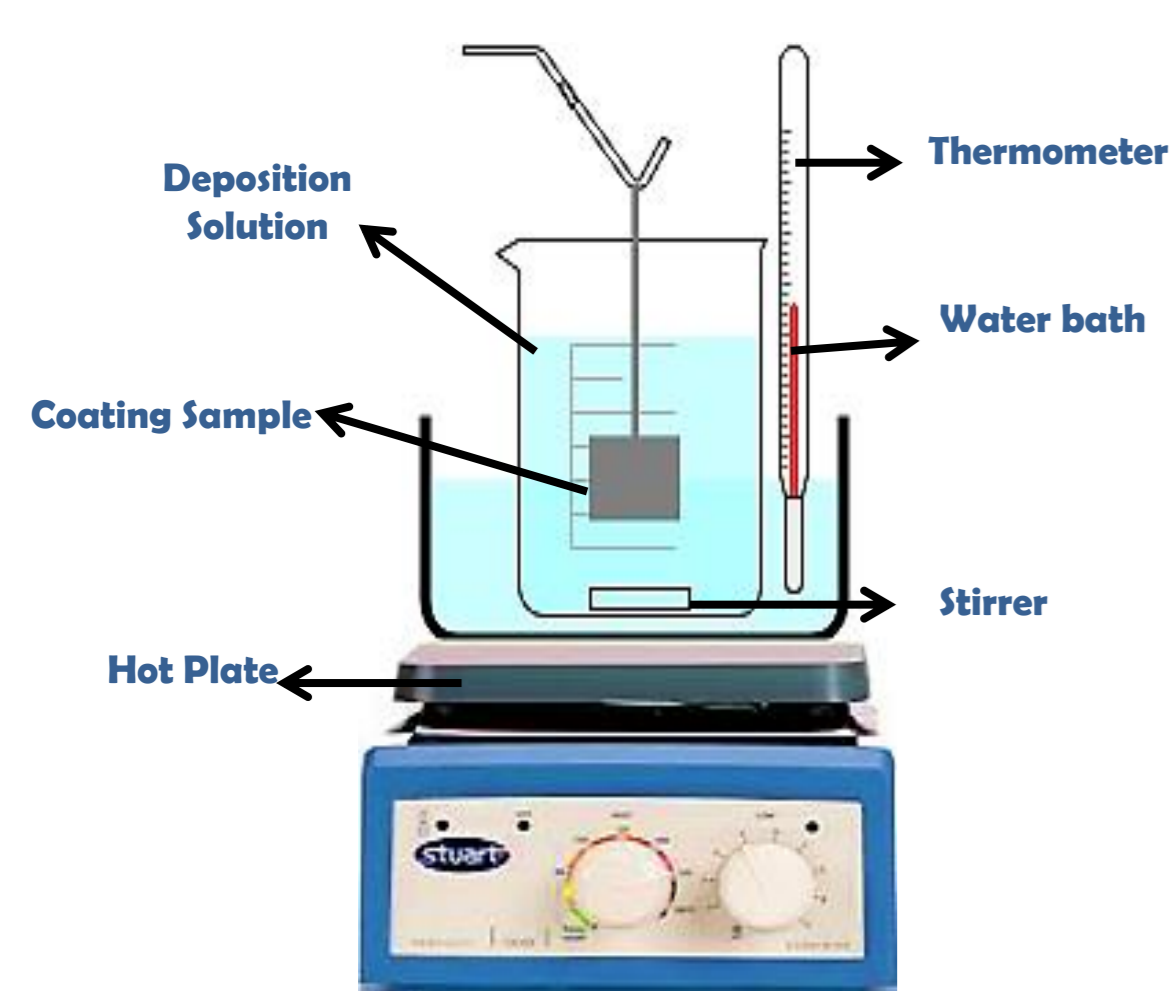 Thermometer
Deposition
Solution
Water bath
Coating Sample
Stirrer
Hot Plate
stuart